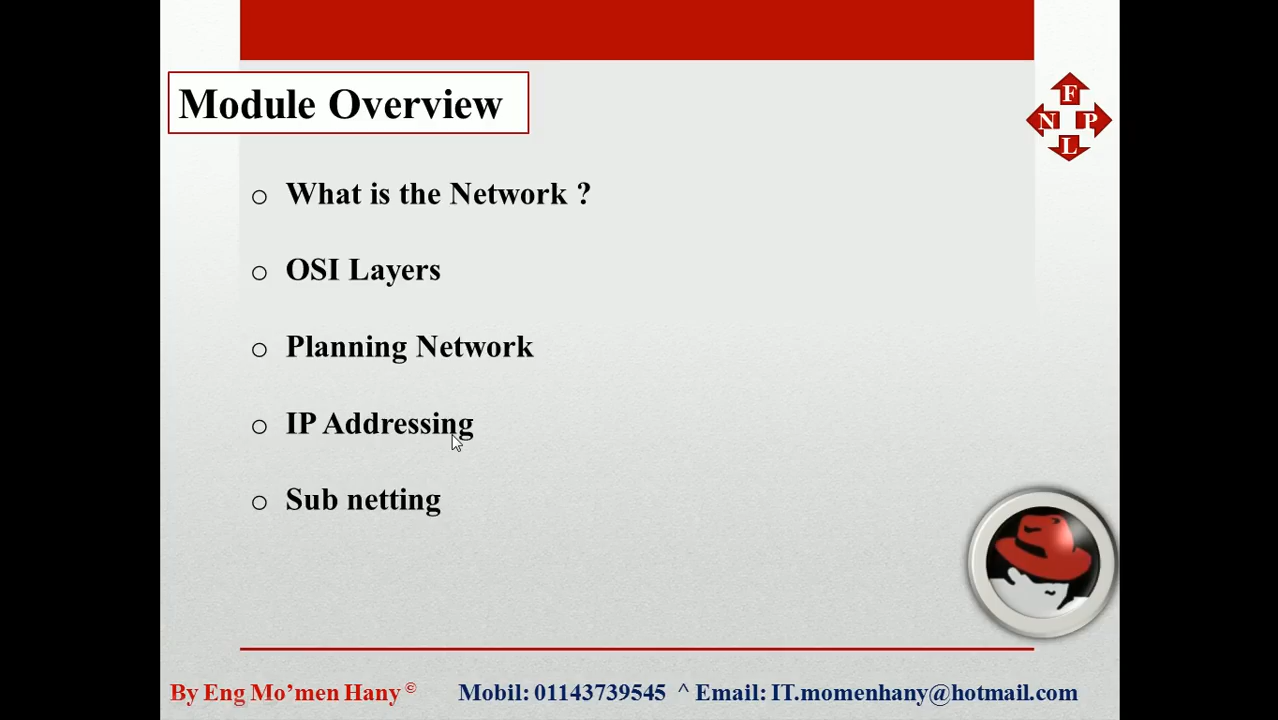 Module Overview
F
N P
L
o What is the Network ?
o OSI Layers
o Planning Network
o IP Addressing
o Sub netting
By Eng Mo’men Hany © Mobil: 01143739545 ^ Email: IT.momenhany@hotmail.com